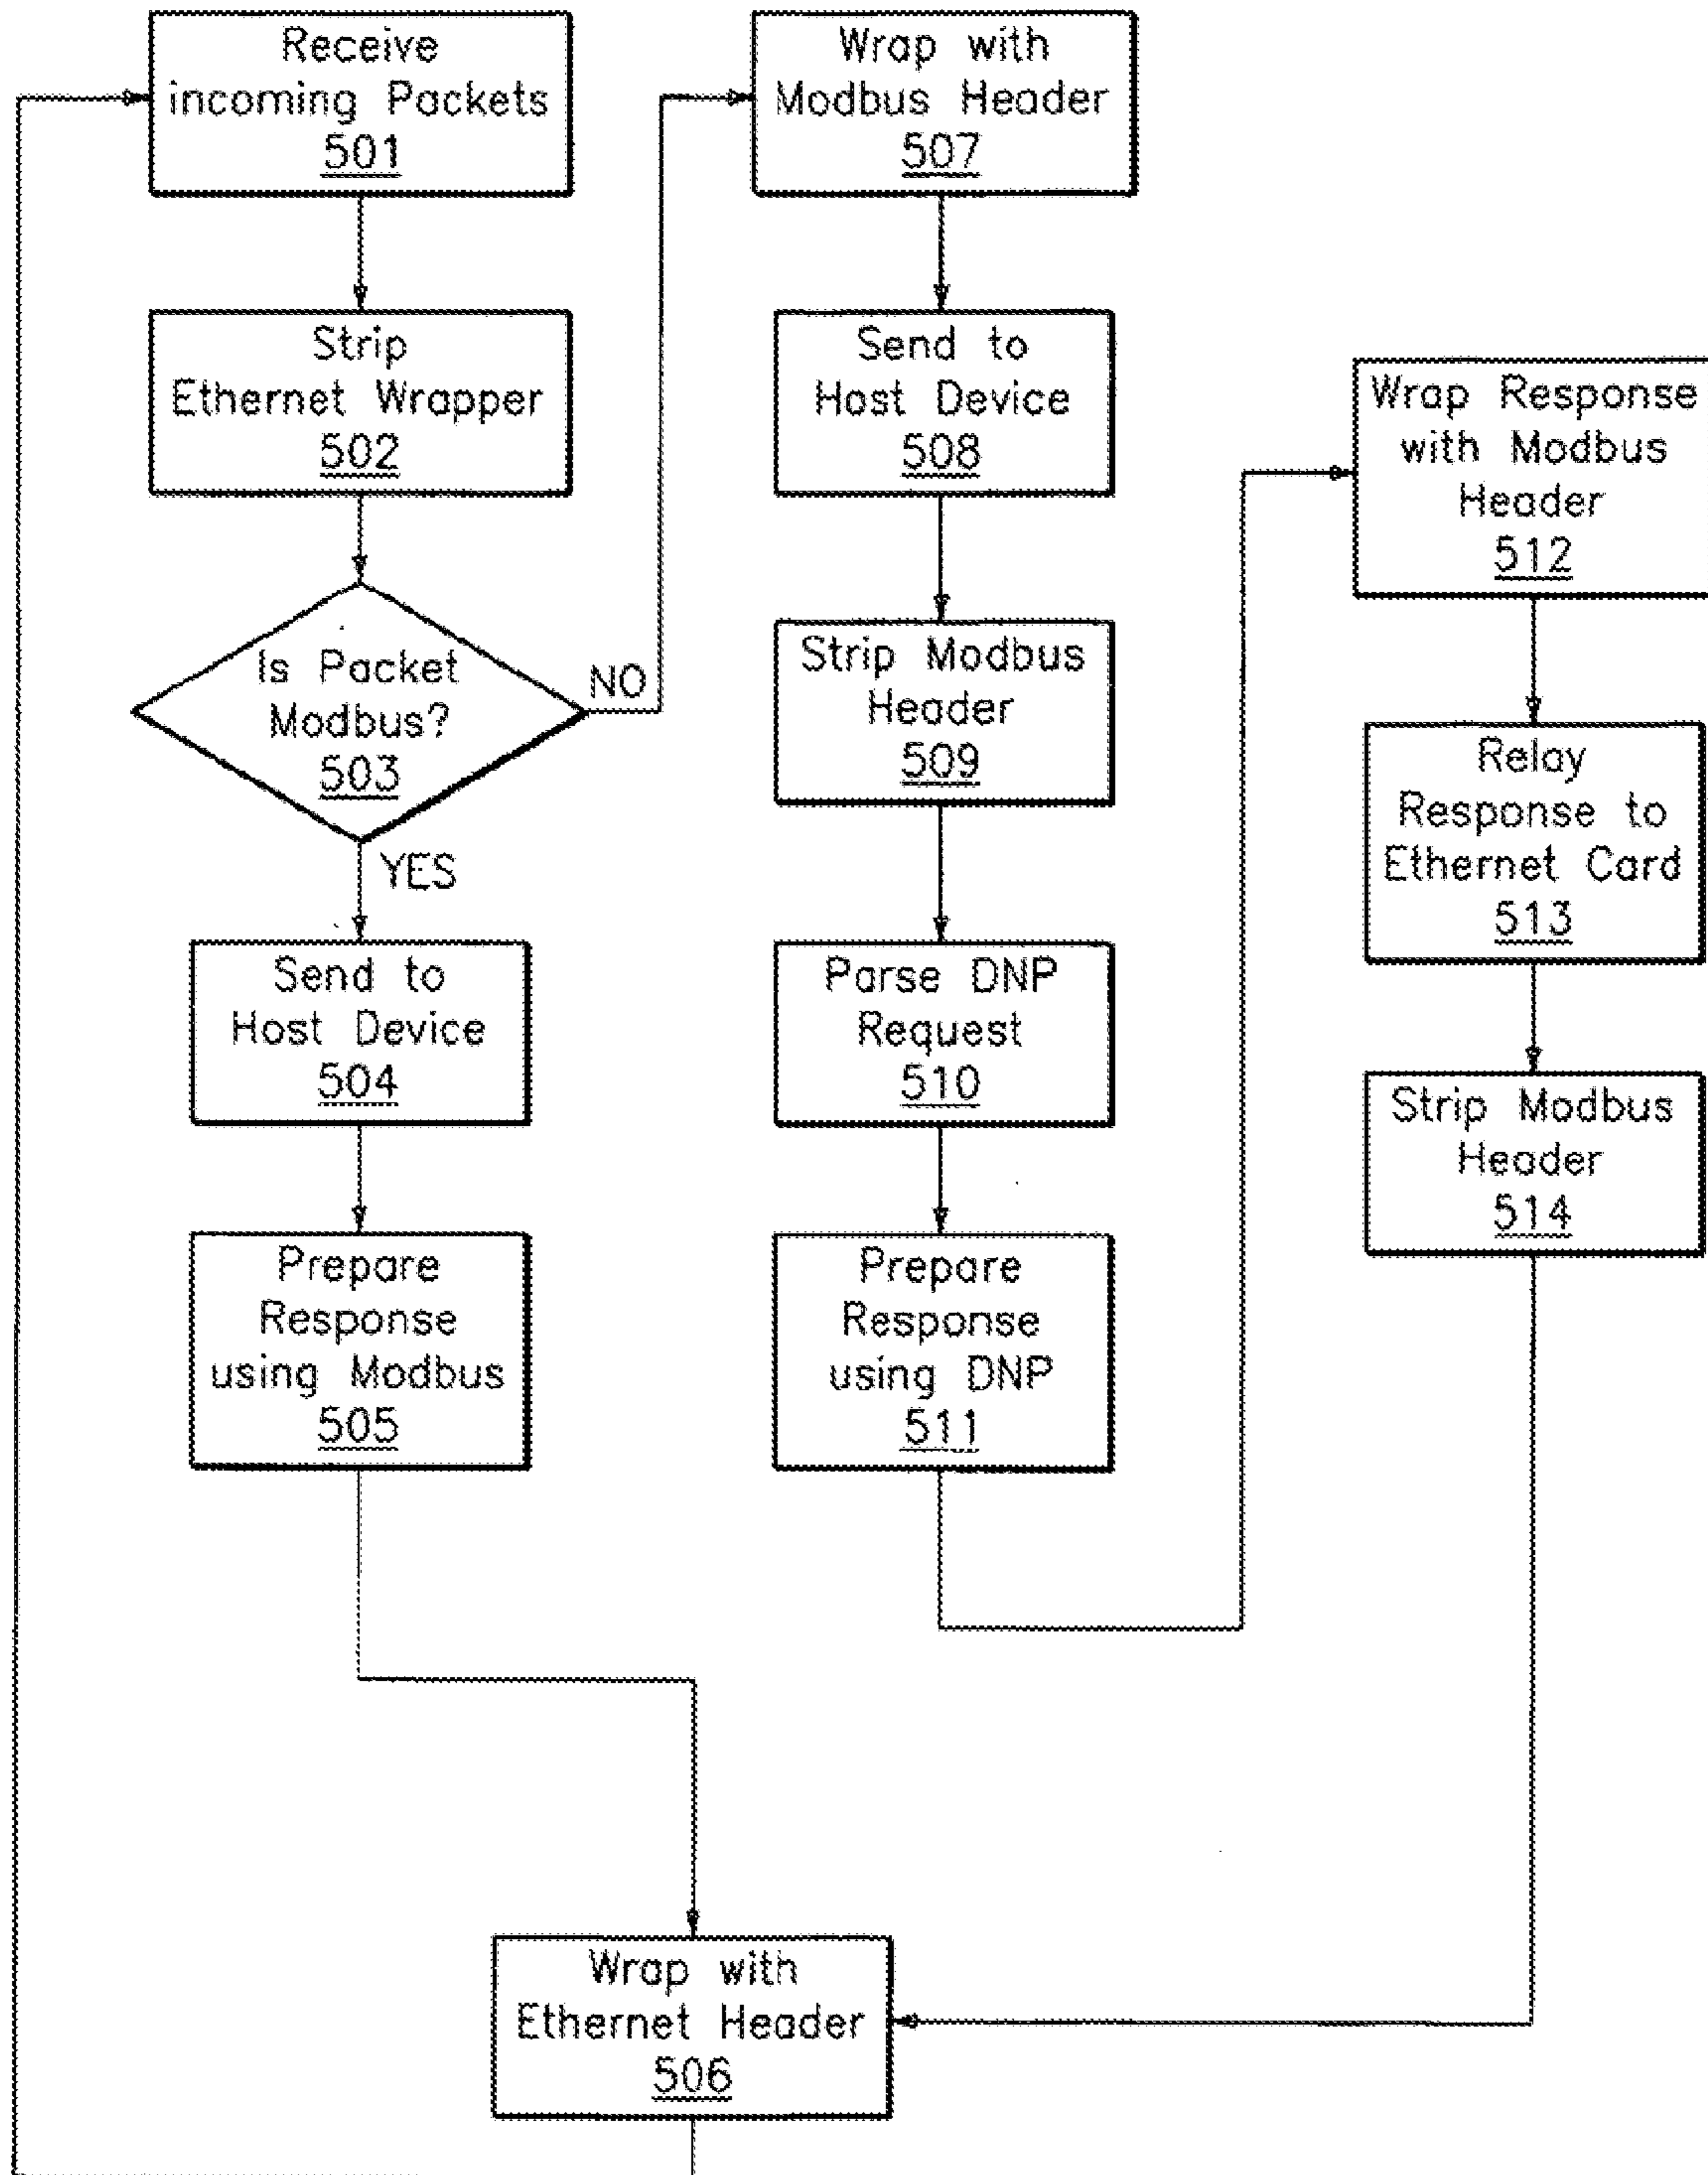 Receive
incoming Packets
501
Strip
Ethernet Wrapper
502
Is Packet
Modbus?
503
NO
YES
Send to
Host Device
504
Prepare
Response
using Modbus
505
Wrap with
Ethernet Header
506
Wrap with
Modbus Header
507
Send to
Host Device
508
Strip Modbus
Header
509
Parse DNP
Request
510
Prepare
Response
using DNP
511
Wrap Response
with Modbus
Header
512
Relay
Response to
Ethernet Card
513
Strip Modbus
Header
514